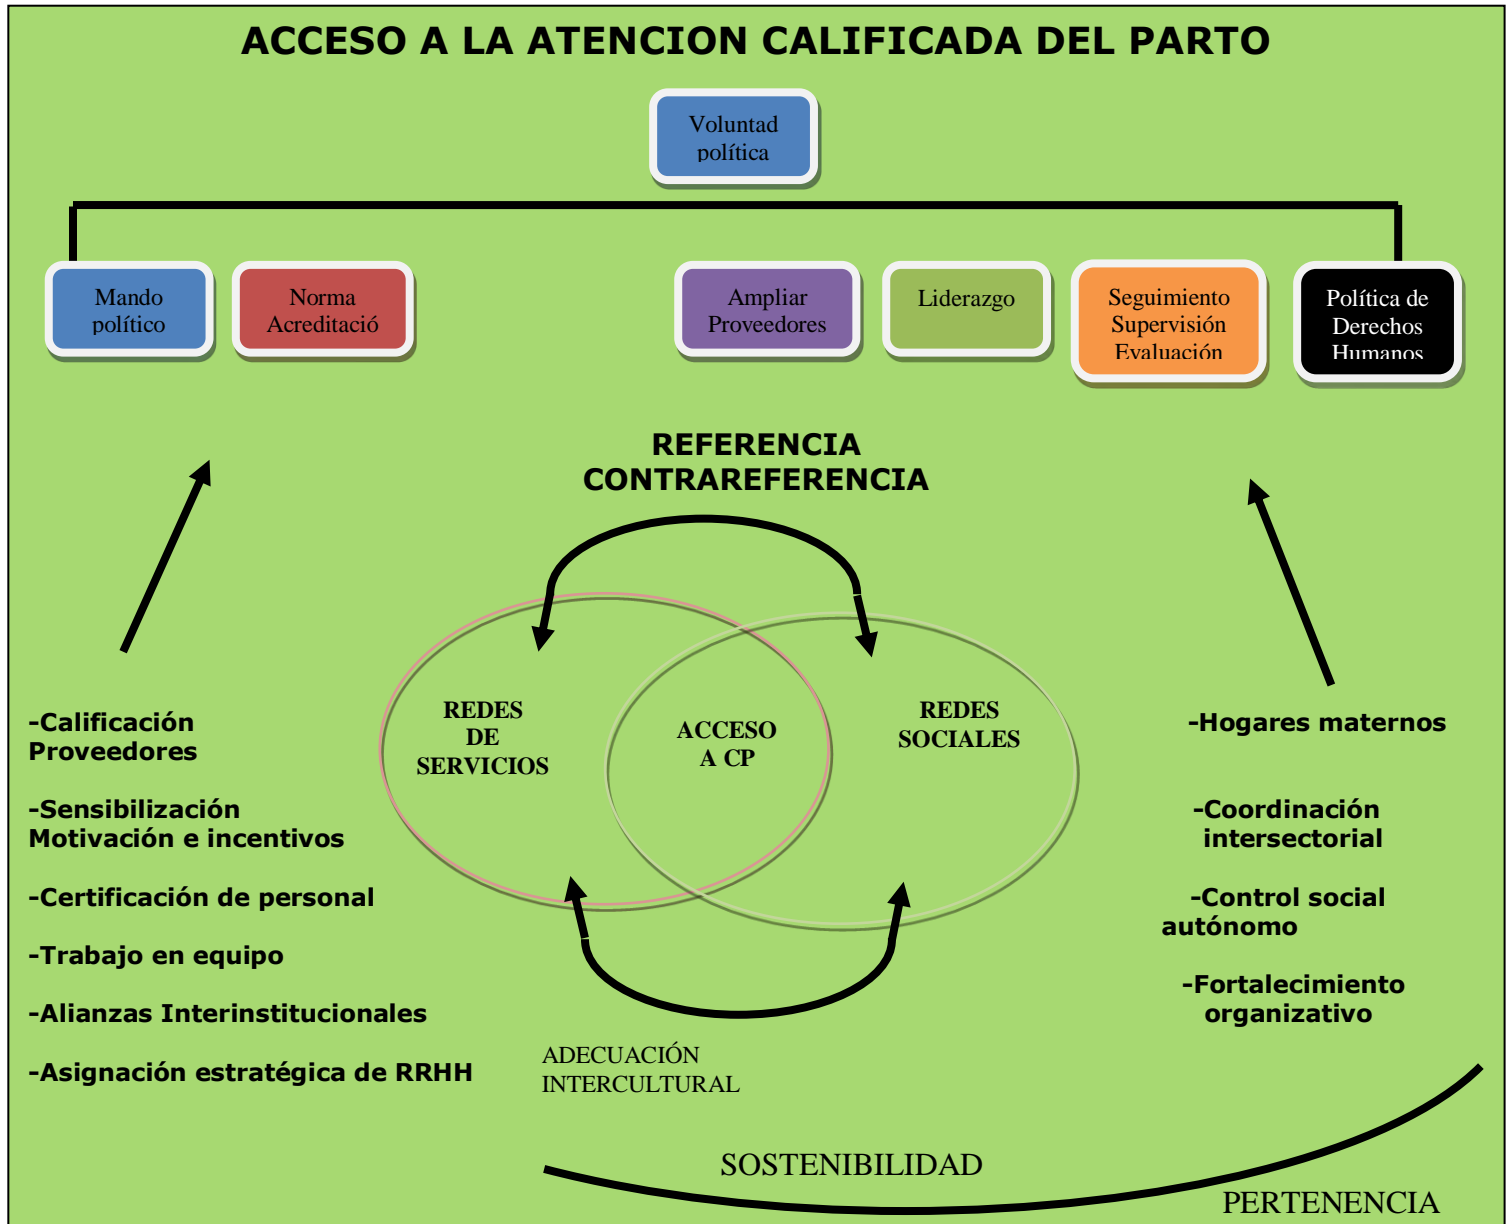 ACCESO A LA ATENCION CALIFICADA DEL PARTO
Voluntad
política
Mando
político
Norma
Acreditació
Ampliar
Proveedores
Liderazgo
Seguimiento
Supervisión
Evaluación
Política de
Derechos
Humanos
REFERENCIA
CONTRAREFERENCIA
-Calificación
Proveedores
-Sensibilización
Motivación e incentivos
-Certificación de personal
-Trabajo en equipo
-Alianzas Interinstitucionales
-Asignación estratégica de RRHH
REDES
DE
SERVICIOS
ACCESO
A CP
REDES
SOCIALES
-Hogares maternos
-Coordinación
intersectorial
-Control social
autónomo
-Fortalecimiento
organizativo
ADECUACIÓN
INTERCULTURAL
SOSTENIBILIDAD
PERTENENCIA